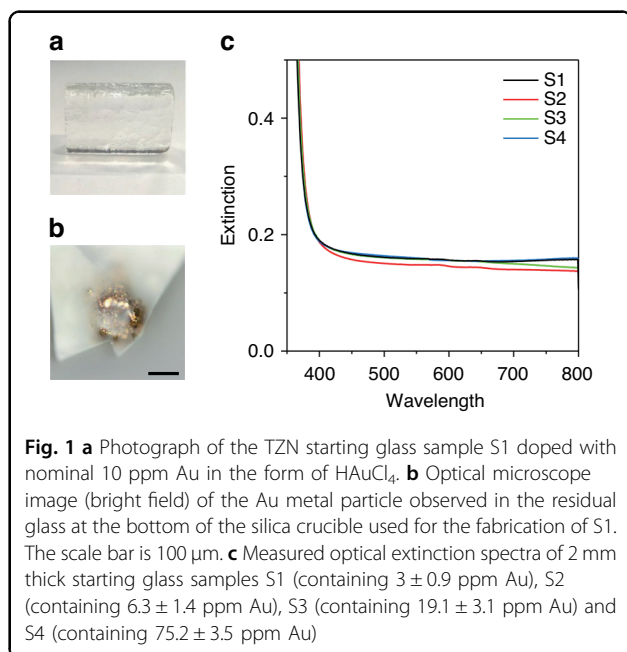 a
c
S1
S2
S3
S4
0.4
0.2
0.0
Extinction
400
500
600
700
800
Wavelength
b
Fig. 1 a Photograph of the TZN starting glass sample S1 doped with
nominal 10 ppm Au in the form of HAuCl₄. b Optical microscope
image (bright field) of the Au metal particle observed in the residual
glass at the bottom of the silica crucible used for the fabrication of S1.
The scale bar is 100 µm. c Measured optical extinction spectra of 2 mm
thick starting glass samples S1 (containing 3 ± 0.9 ppm Au), S2
(containing 6.3 ± 1.4 ppm Au), S3 (containing 19.1 ± 3.1 ppm Au) and
S4 (containing 75.2 ± 3.5 ppm Au)